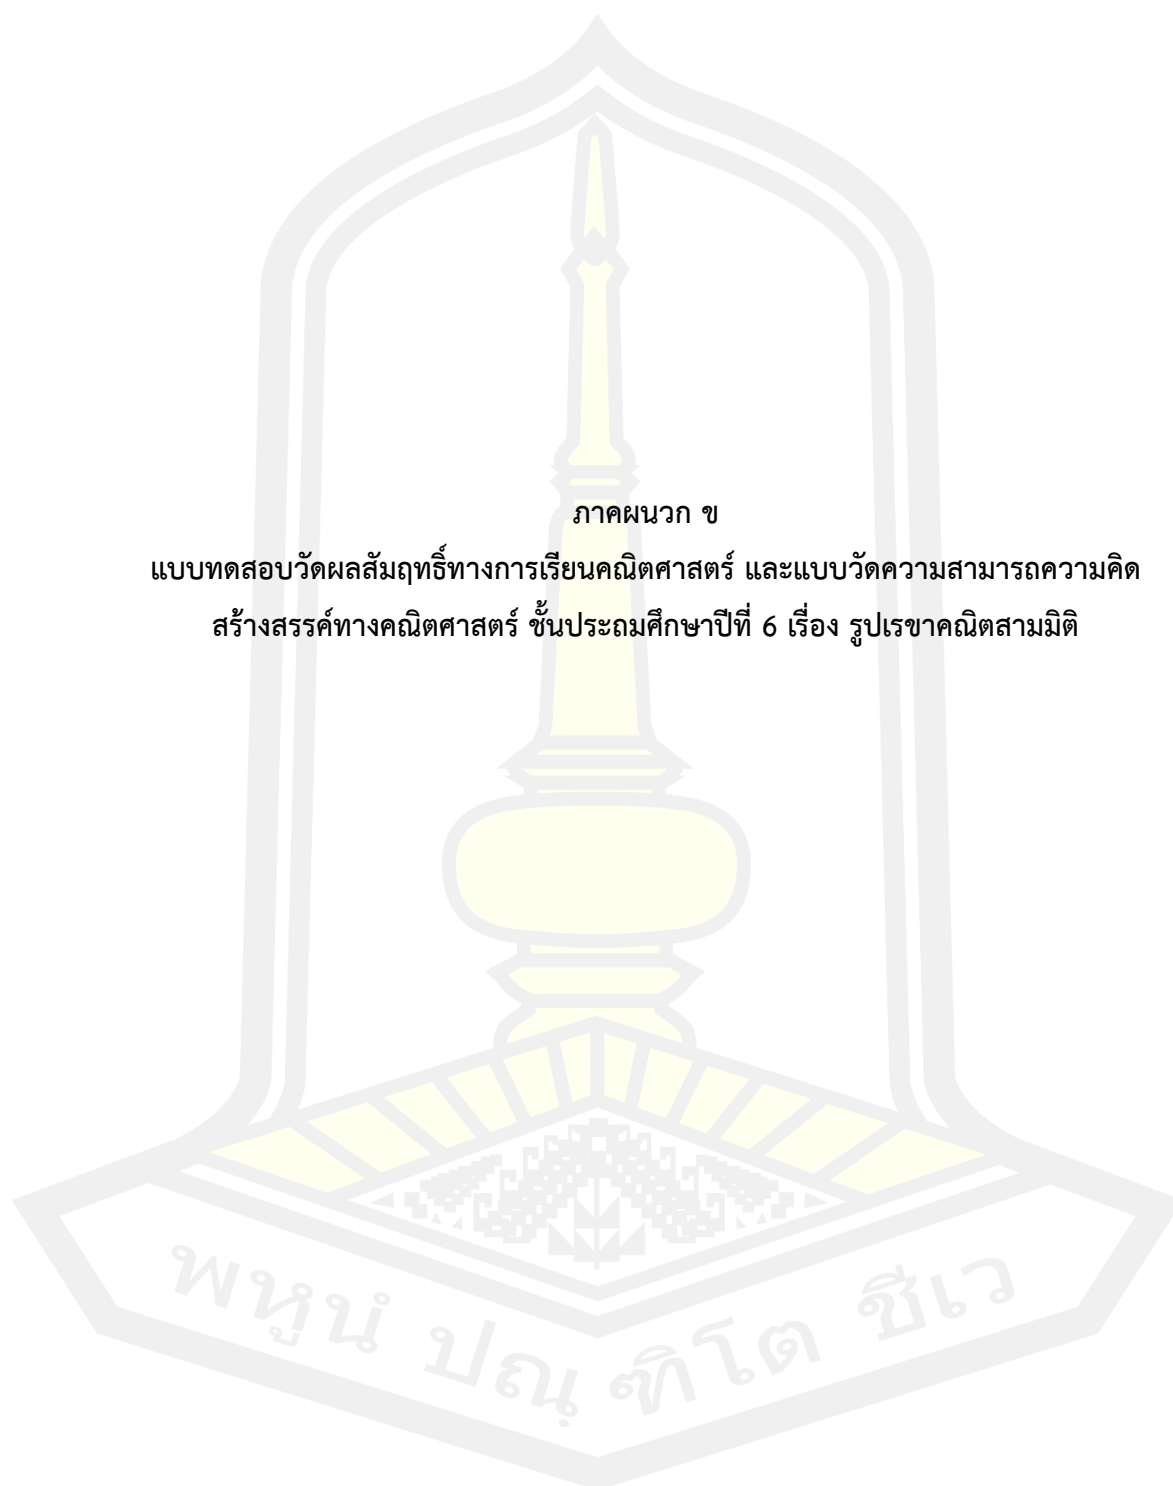 ภาคผนวก ข
แบบทดสอบวัดผลสัมฤทธิ์ทางการเรียนคณิตศาสตร์ และแบบวัดความสามารถความคิด
สร้างสรรค์ทางคณิตศาสตร์ ชั้นประถมศึกษาปีที่ 6 เรื่อง รูปเรขาคณิตสามมิติ
พหูนํ ปณฺ ฑิโต ชีเว